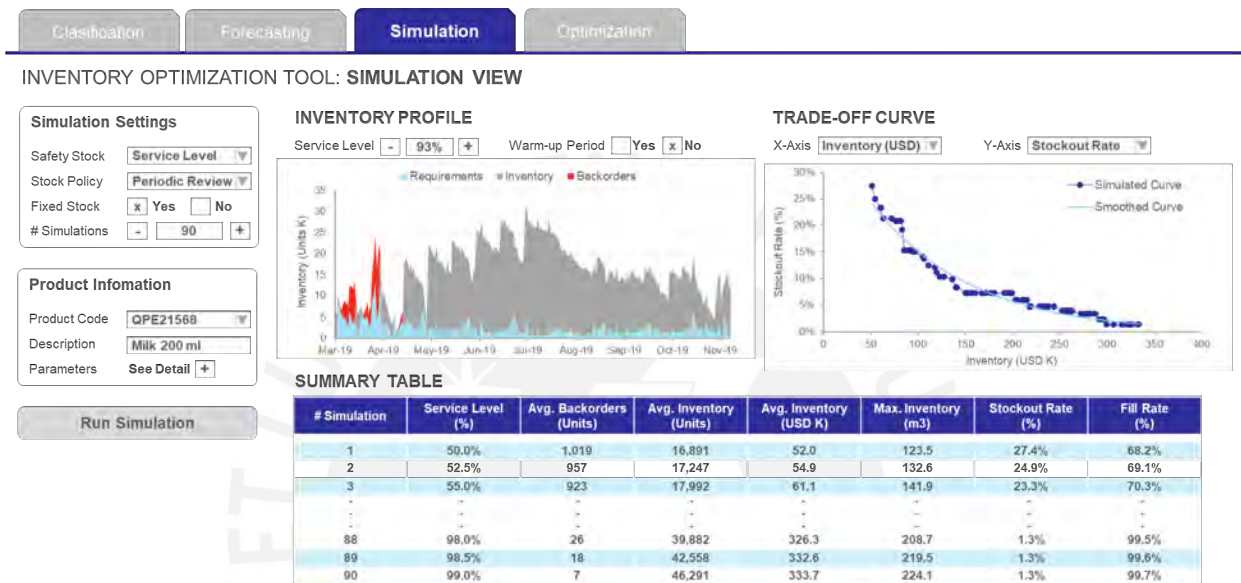 Clasification Forecasting Simulation Optimization
INVENTORY OPTIMIZATION TOOL: SIMULATION VIEW
Simulation Settings
Safety Stock Service Level
Stock Policy Periodic Review
Fixed Stock x Yes No
# Simulations - 90 +
Product Infomation
Product Code QPE21568
Description Milk 200 ml
Parameters See Detail +
Run Simulation
INVENTORY PROFILE
Service Level - 93% + Warm-up Period Yes x No
Requirements Inventory Backorders
Inventory (Units K)
35
30
25
20
15
10
5
0
Mar-19 Apr-19 May-19 Jun-19 Jul-19 Aug-19 Sep-19 Oct-19 Nov-19
TRADE-OFF CURVE
X-Axis Inventory (USD) Y-Axis Stockout Rate
Simulated Curve
Smoothed Curve
Stockout Rate (%)
30%
25%
20%
15%
10%
5%
0%
0 50 100 150 200 250 300 350 400
Inventory (USD K)
SUMMARY TABLE
# Simulation Service Level (%) Avg. Backorders (Units) Avg. Inventory (Units) Avg. Inventory (USD K) Max. Inventory (m3) Stockout Rate (%) Fill Rate (%)
1 50.0% 1,019 16,891 52.0 123.5 27.4% 68.2%
2 52.5% 957 17,247 54.9 132.6 24.9% 69.1%
3 55.0% 923 17,992 61.1 141.9 23.3% 70.3%
- - - - - - - -
- - - - - - - -
- - - - - - - -
88 98.0% 26 39,882 326.3 208.7 1.3% 99.5%
89 98.5% 18 42,558 332.6 219.5 1.3% 99.6%
90 99.0% 7 46,291 333.7 224.1 1.3% 99.7%